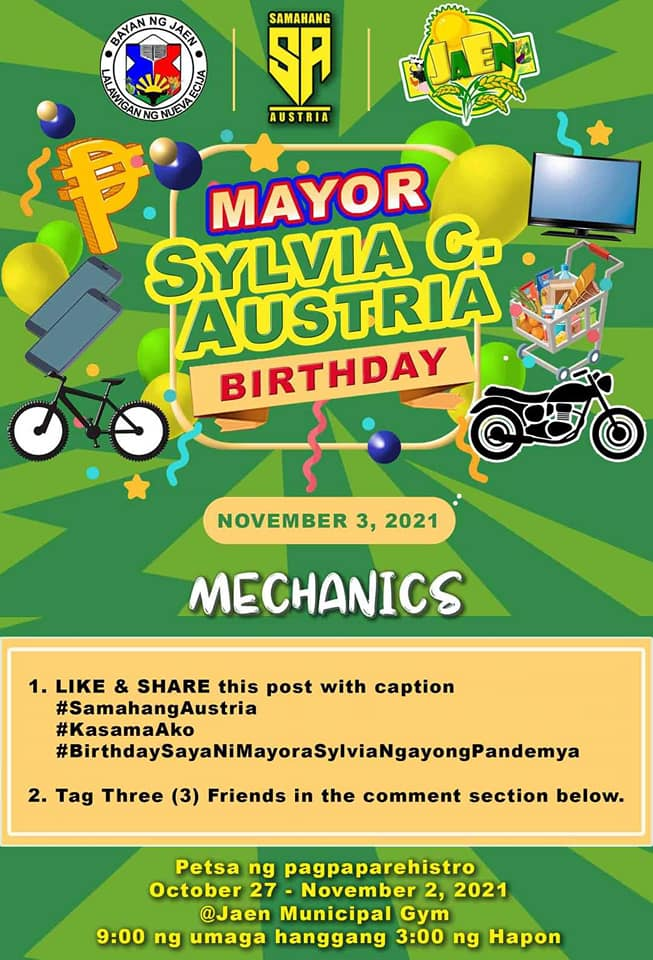 BAYAN NG JAEN
LALAWIGAN NG NUEVA ECIJA
SAMAHANG
SA
AUSTRIA
JAEN
MAYOR
SYLVIA C.
AUSTRIA
BIRTHDAY
NOVEMBER 3, 2021
MECHANICS
1. LIKE & SHARE this post with caption
#SamahangAustria
#KasamaAko
#BirthdaySayaNiMayoraSylviaNgayongPandemya
2. Tag Three (3) Friends in the comment section below.
Petsa ng pagpaparehistro
October 27 - November 2, 2021
@Jaen Municipal Gym
9:00 ng umaga hanggang 3:00 ng Hapon